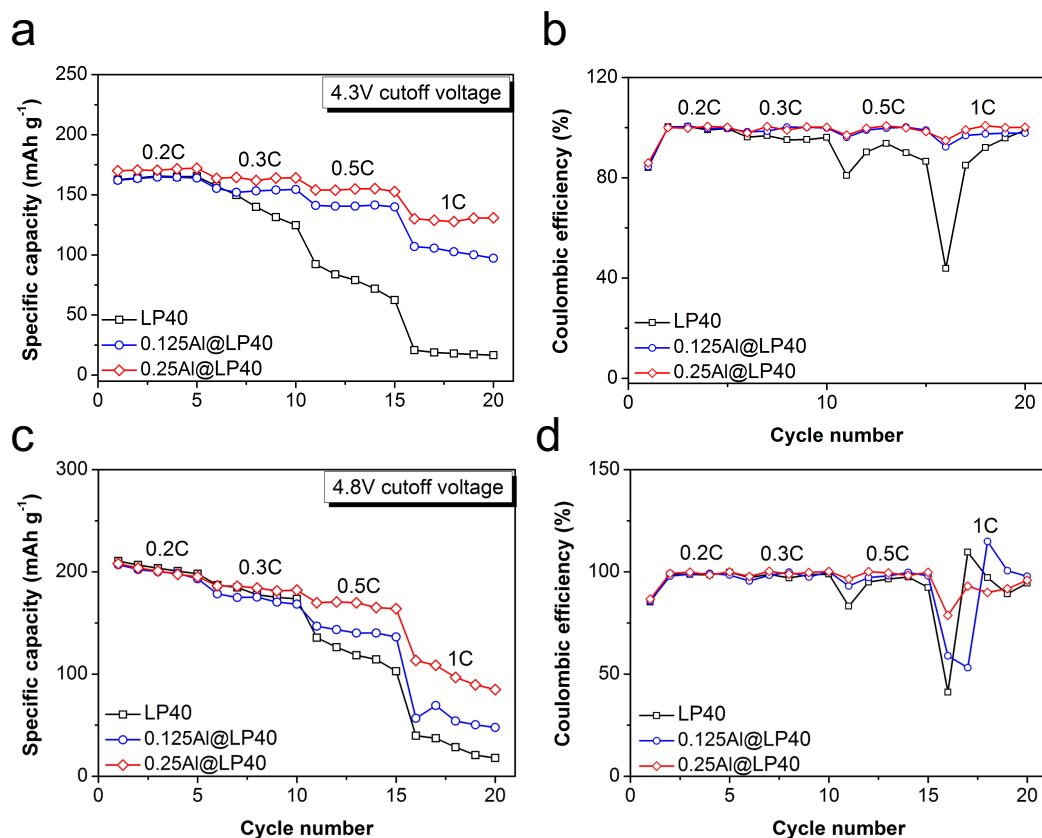 a
4.3V cutoff voltage
250
200
150
100
50
0
0.2C
0.3C
0.5C
1C
LP40
0.125Al@LP40
0.25Al@LP40
Specific capacity (mAh g⁻¹)
0
5
10
15
20
Cycle number
b
120
80
40
0
0.2C
0.3C
0.5C
1C
LP40
0.125Al@LP40
0.25Al@LP40
Coulombic efficiency (%)
0
10
20
Cycle number
c
4.8V cutoff voltage
300
200
100
0
0.2C
0.3C
0.5C
1C
LP40
0.125Al@LP40
0.25Al@LP40
Specific capacity (mAh g⁻¹)
0
5
10
15
20
Cycle number
d
150
100
50
0
0.2C
0.3C
0.5C
1C
LP40
0.125Al@LP40
0.25Al@LP40
Coulombic efficiency (%)
0
10
20
Cycle number